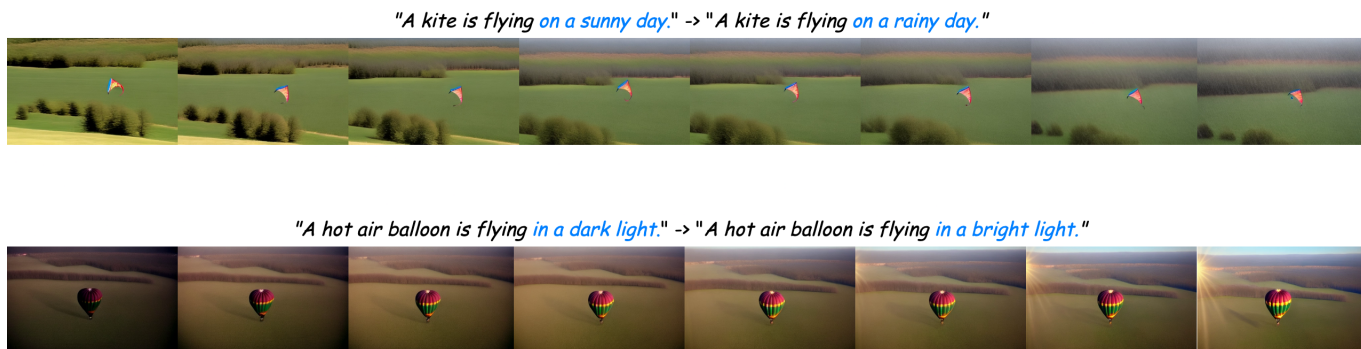 "A kite is flying on a sunny day." -> "A kite is flying on a rainy day."
"A hot air balloon is flying in a dark light." -> "A hot air balloon is flying in a bright light."